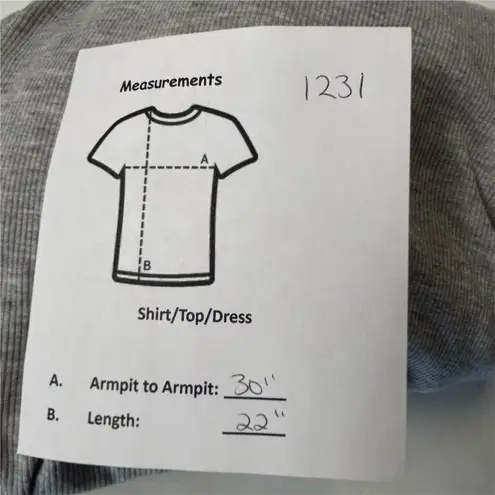 Measurements
1231
A
B
Shirt/Top/Dress
A. Armpit to Armpit: 30"
B. Length: 22"